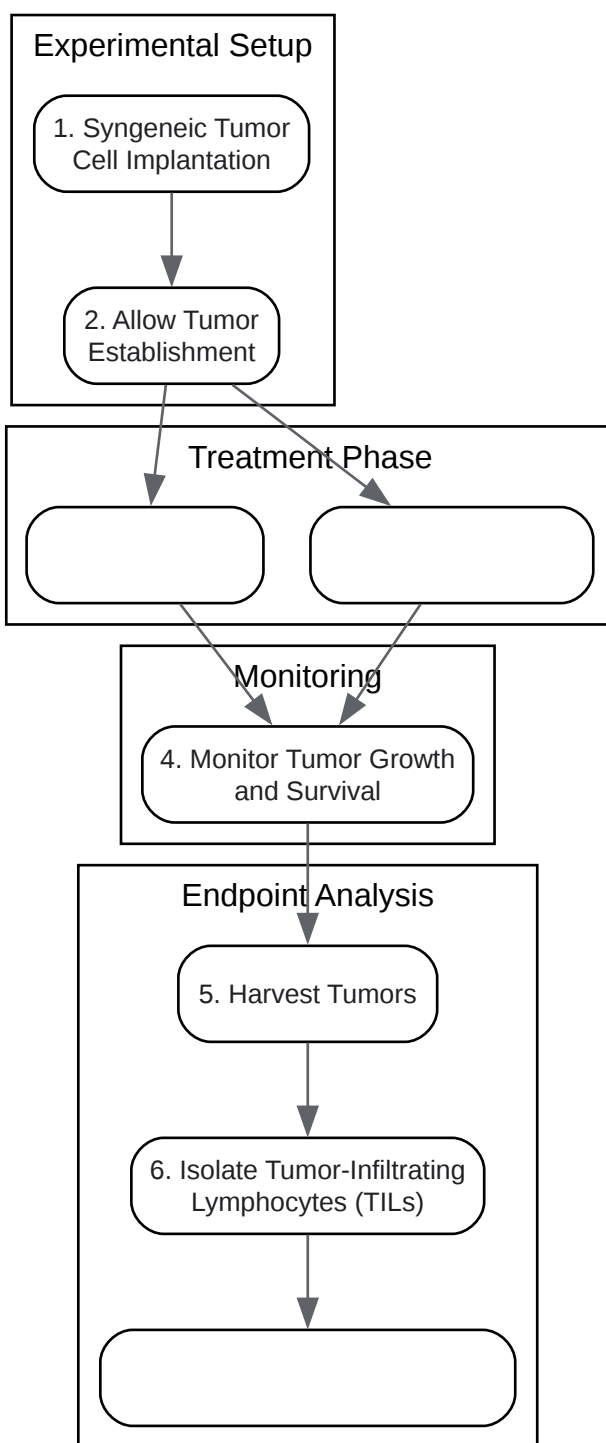 Experimental Setup
1. Syngeneic Tumor
Cell Implantation
2. Allow Tumor
Establishment
Treatment Phase
Monitoring
4. Monitor Tumor Growth
and Survival
Endpoint Analysis
5. Harvest Tumors
6. Isolate Tumor-Infiltrating
Lymphocytes (TILs)